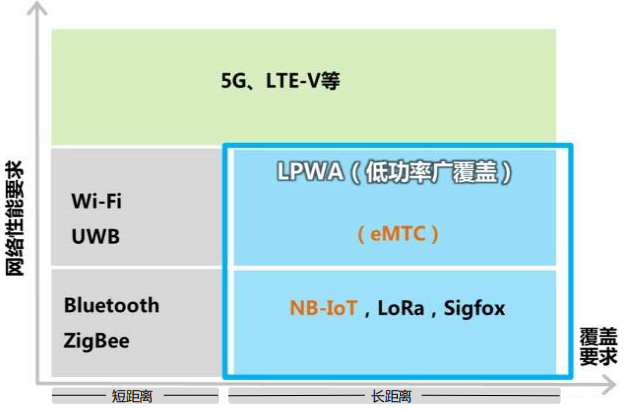 5G、LTE-V等
网络性能要求
LPWA（低功率广覆盖）
Wi-Fi
UWB
（eMTC）
Bluetooth
ZigBee
NB-IoT，LoRa，Sigfox
覆盖
要求
短距离
长距离